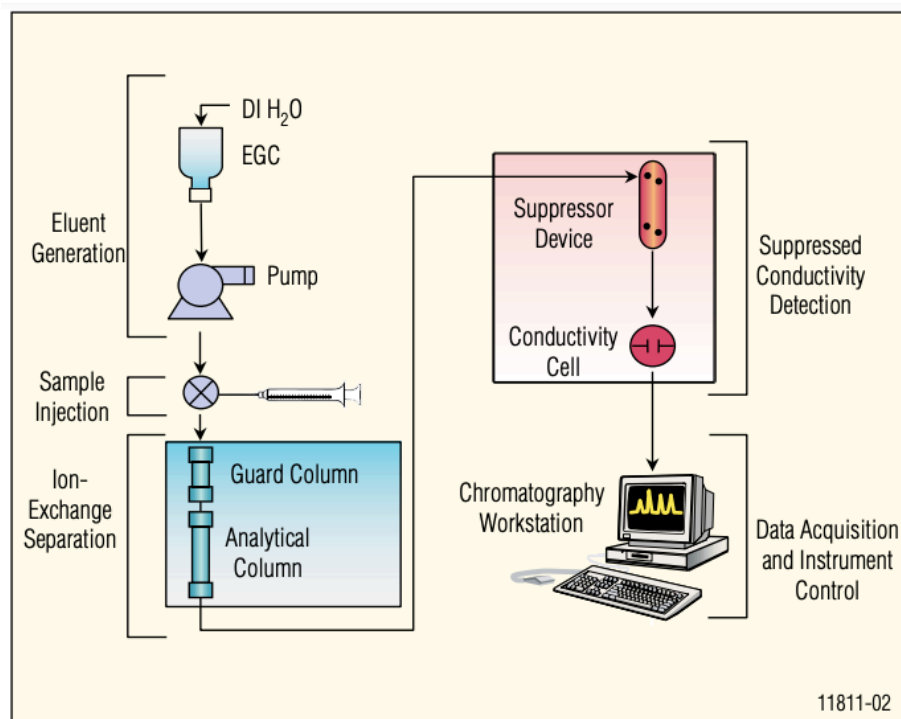 DI H₂O
EGC
Eluent
Generation
Pump
Sample
Injection
Ion-
Exchange
Separation
Guard Column
Analytical
Column
Suppressor
Device
Conductivity
Cell
Suppressed
Conductivity
Detection
Chromatography
Workstation
Data Acquisition
and Instrument
Control
11811-02